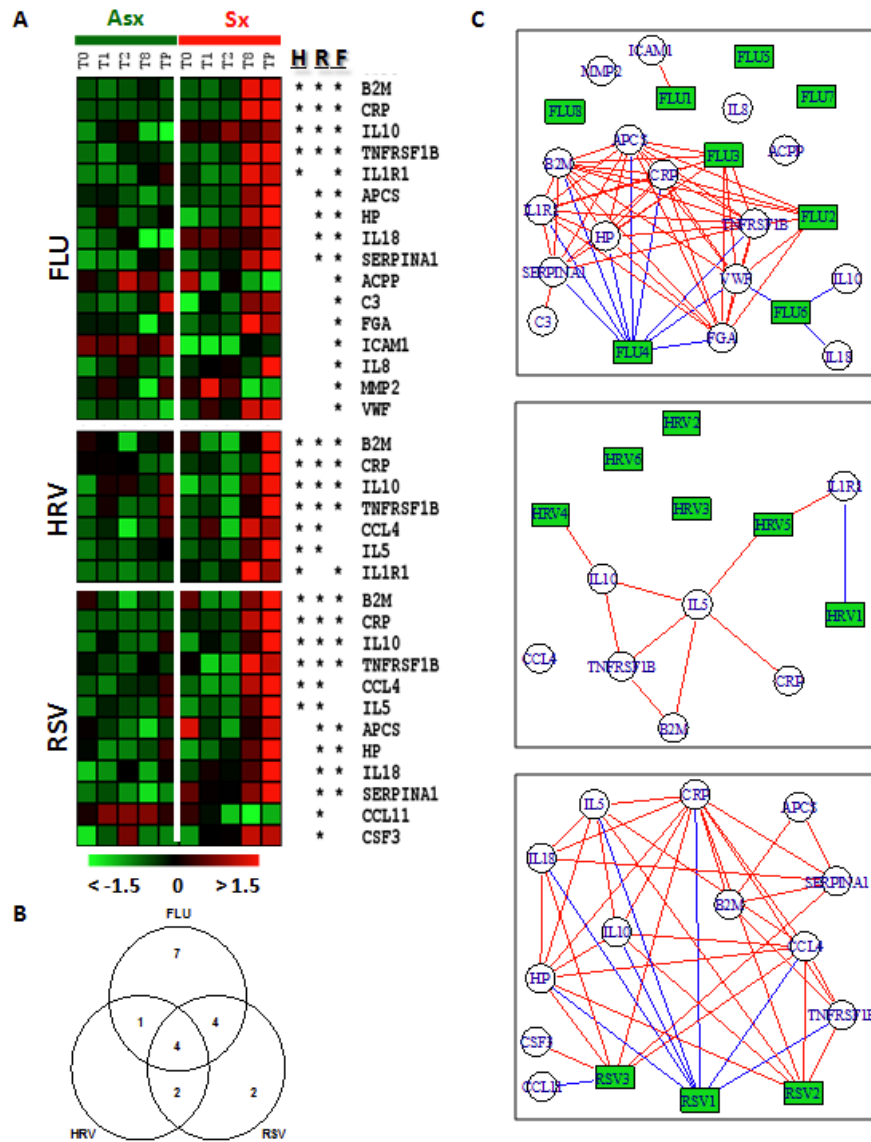 A
Asx Sx
T0 T1 T2 T8 TP T0 T1 T2 T8 TP
H R F
FLU
* * * B2M
* * * CRP
* * * IL10
* * * TNFRSF1B
* * IL1R1
* * APCS
* * HP
* * IL18
* * SERPINA1
* ACPP
* C3
* FGA
* ICAM1
* IL8
* MMP2
* VWF
HRV
* * * B2M
* * * CRP
* * * IL10
* * * TNFRSF1B
* * CCL4
* * IL5
* * IL1R1
RSV
* * * B2M
* * * CRP
* * * IL10
* * * TNFRSF1B
* * CCL4
* * IL5
* * APCS
* * HP
* * IL18
* * SERPINA1
* CCL11
* CSF3
< -1.5 0 > 1.5
B
FLU
7
1 4
4
2 2
HRV RSV
C
ICAM1
FLU5
MMP2
FLU1
FLU7
FLU8
IL8
APCS
ACPP
FLU3
B2M
CRP
IL1R1
FLU2
TNFRSF1B
HP
SERPINA1
VWF
IL10
FLU6
C3
FGA
FLU4
IL18
HRV2
HRV6
IL1R1
HRV4
HRV3
HRV5
IL10
IL5
HRV1
CCL4
TNFRSF1B
CRP
B2M
CRP
IL5
APCS
IL18
SERPINA1
B2M
IL10
CCL4
HP
TNFRSF1B
CSF3
RSV3
CCL11
RSV1
RSV2